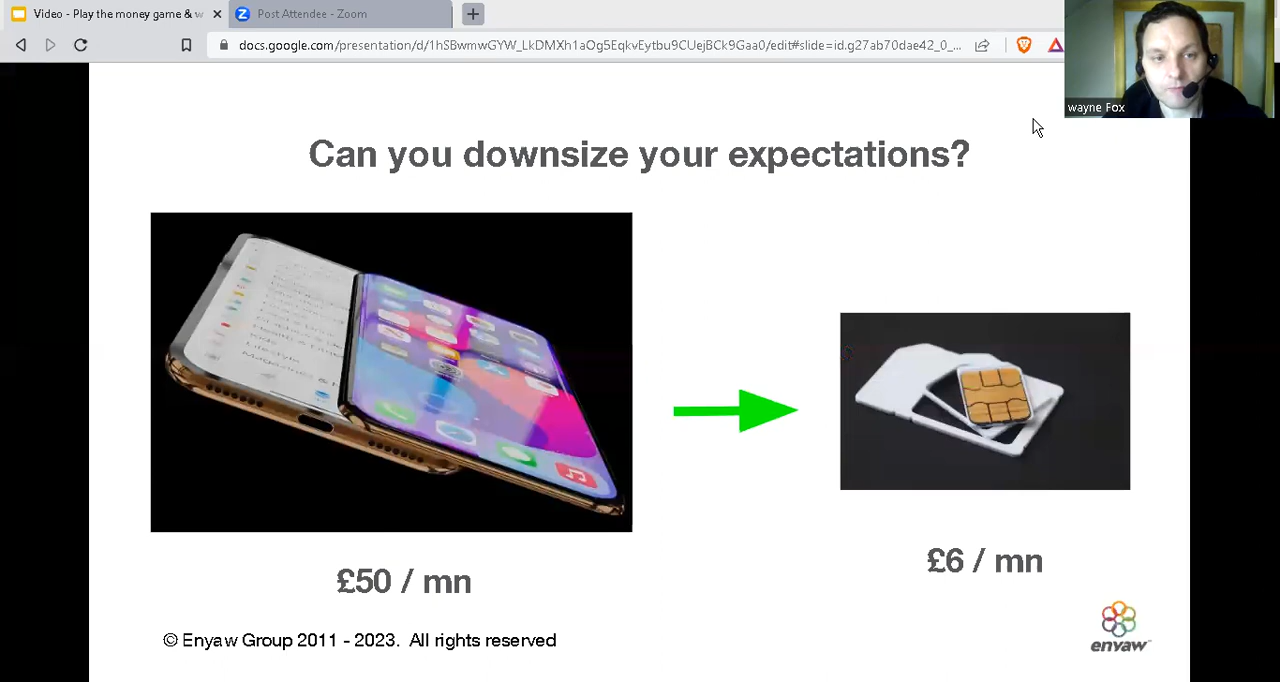 Video - Play the money game & w
Post Attendee - Zoom
docs.google.com/presentation/d/1hSBwmwGYW_LkDMXh1aOg5EqkvEytbu9CUejBCk9Gaa0/edit#slide=id.g27ab70dae42_0_...
wayne Fox
Can you downsize your expectations?
£50 / mn
£6 / mn
© Enyaw Group 2011 - 2023. All rights reserved
enyaw